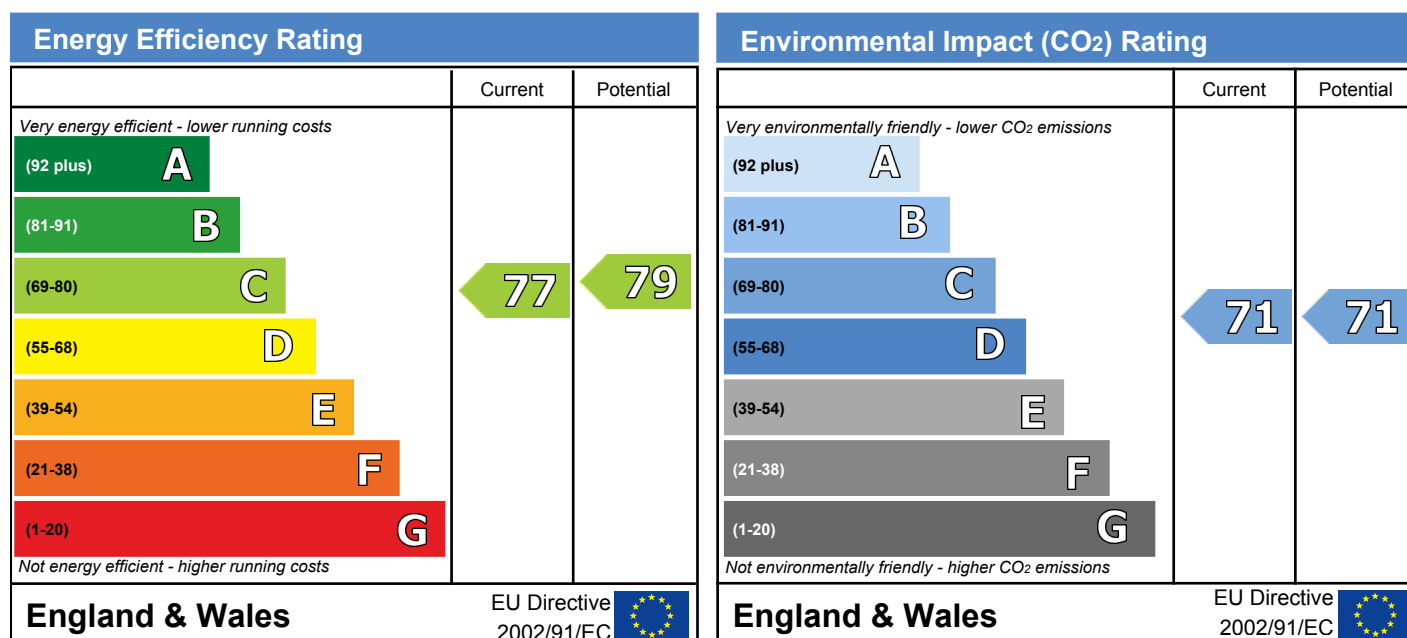 Energy Efficiency Rating
Current Potential
Very energy efficient - lower running costs
(92 plus) A
(81-91) B
(69-80) C
(55-68) D
(39-54) E
(21-38) F
(1-20) G
77 79
Not energy efficient - higher running costs
England & Wales
EU Directive
2002/91/EC
Environmental Impact (CO2) Rating
Current Potential
Very environmentally friendly - lower CO2 emissions
(92 plus) A
(81-91) B
(69-80) C
(55-68) D
(39-54) E
(21-38) F
(1-20) G
71 71
Not environmentally friendly - higher CO2 emissions
England & Wales
EU Directive
2002/91/EC